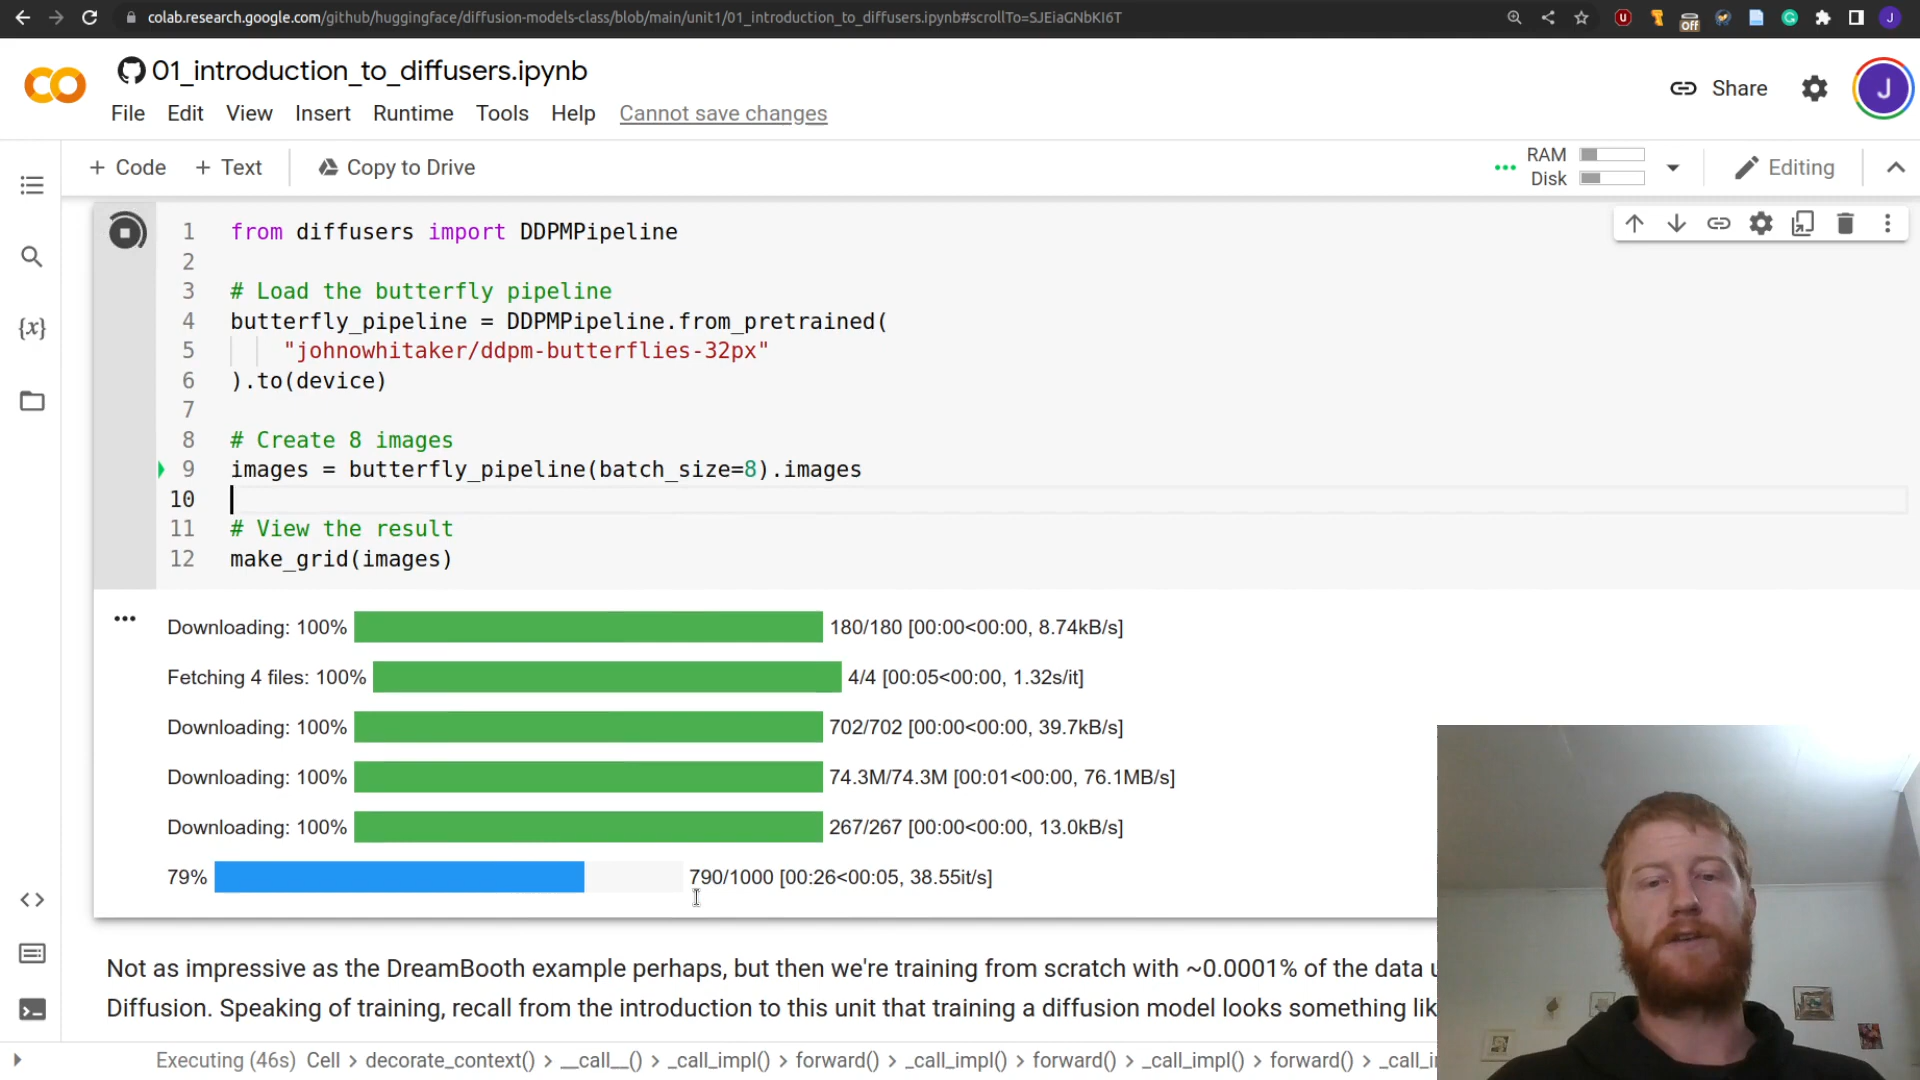 colab.research.google.com/github/huggingface/diffusion-models-class/blob/main/unit1/01_introduction_to_diffusers.ipynb#scrollTo=SJEiaGNbKI6T
off
J
01_introduction_to_diffusers.ipynb
File Edit View Insert Runtime Tools Help Cannot save changes
Share
J
+ Code + Text Copy to Drive
RAM
Disk
Editing
{x}
1 from diffusers import DDPMPipeline
2
3 # Load the butterfly pipeline
4 butterfly_pipeline = DDPMPipeline.from_pretrained(
5 "johnowhitaker/ddpm-butterflies-32px"
6 ).to(device)
7
8 # Create 8 images
9 images = butterfly_pipeline(batch_size=8).images
10
11 # View the result
12 make_grid(images)
Downloading: 100% 180/180 [00:00<00:00, 8.74kB/s]
Fetching 4 files: 100% 4/4 [00:05<00:00, 1.32s/it]
Downloading: 100% 702/702 [00:00<00:00, 39.7kB/s]
Downloading: 100% 74.3M/74.3M [00:01<00:00, 76.1MB/s]
Downloading: 100% 267/267 [00:00<00:00, 13.0kB/s]
79% 790/1000 [00:26<00:05, 38.55it/s]
Not as impressive as the DreamBooth example perhaps, but then we're training from scratch with ~0.0001% of the data u
Diffusion. Speaking of training, recall from the introduction to this unit that training a diffusion model looks something lik
Executing (46s) Cell > decorate_context() > __call__() > _call_impl() > forward() > _call_impl() > forward() > _call_impl() > forward() > _call_i